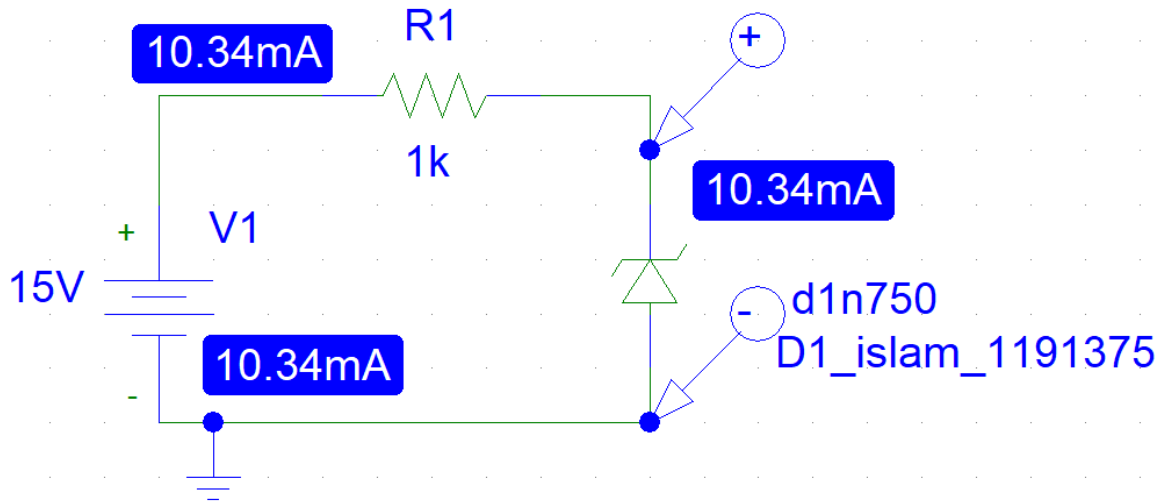 R1
10.34mA
+
1k
10.34mA
+
V1
15V
-
d1n750
D1_islam_1191375
10.34mA
-